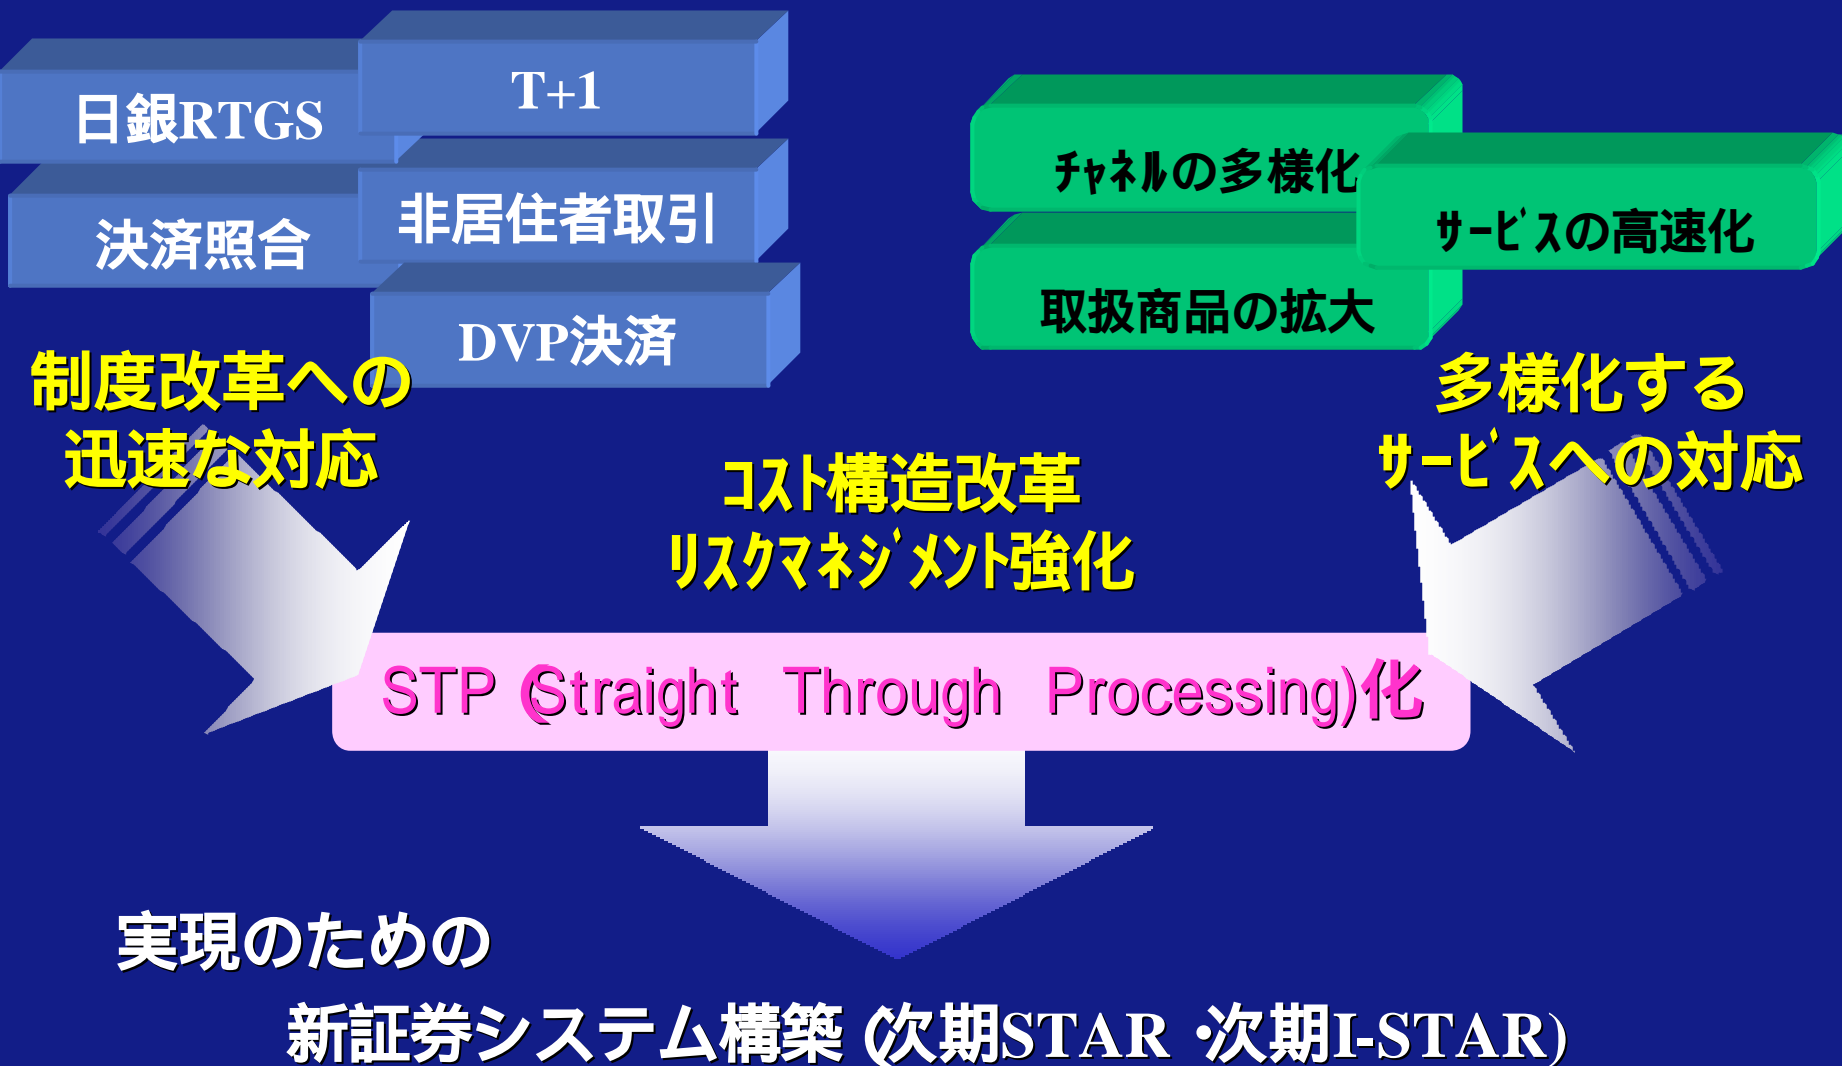 日銀RTGS
T+1
決済照合
非居住者取引
DVP決済
ﾁｬﾈﾙの多様化
ｻｰﾋﾞｽの高速化
取扱商品の拡大
制度改革への
迅速な対応
多様化する
ｻｰﾋﾞｽへの対応
ｺｽﾄ構造改革
ﾘｽｸﾏﾈｼﾞﾒﾝﾄ強化
STP (Straight Through Processing)化
実現のための
新証券システム構築 (次期STAR・次期I-STAR)